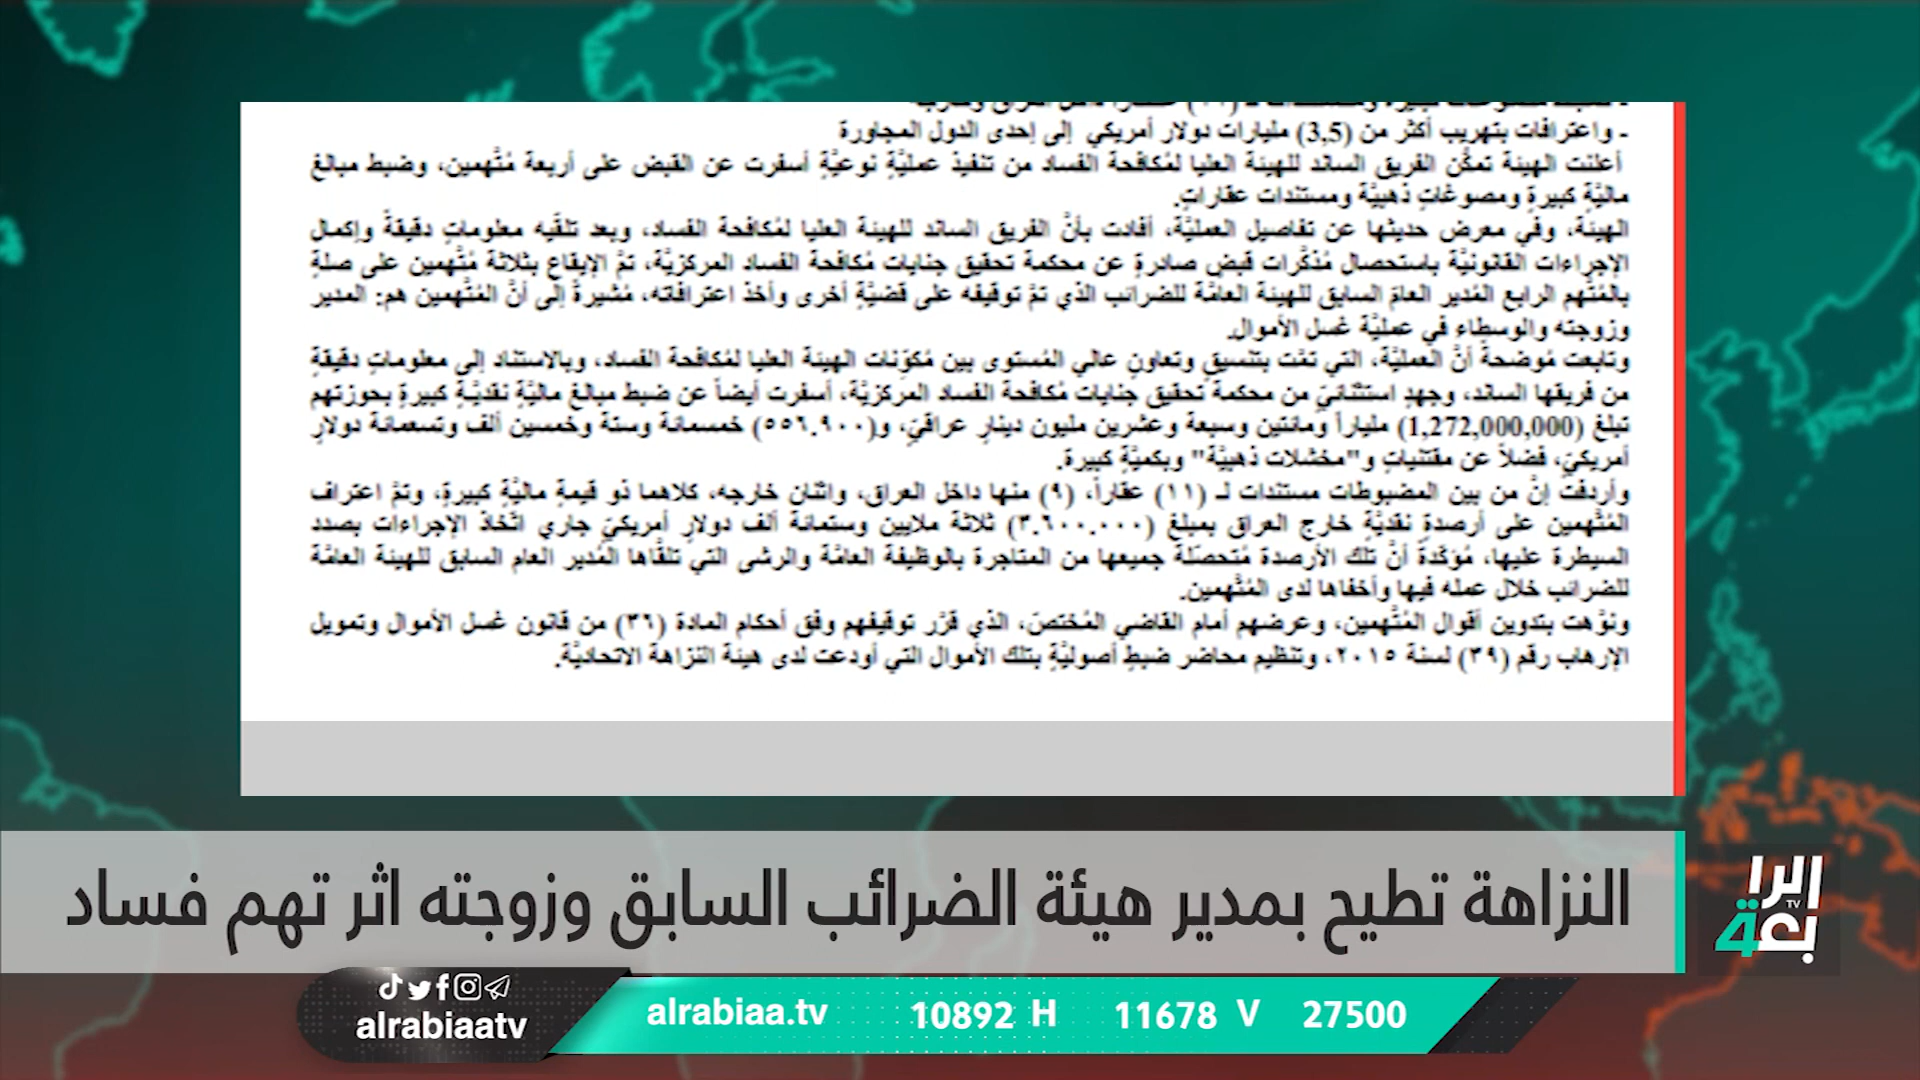 - واعترافات بتهريب أكثر من (3,5) مليارات دولار أمريكي إلى إحدى الدول المجاورة
أعلنت الهيئة تمكُّن الفريق الساند للهيئة العليا لمُكافحة الفساد من تنفيذ عمليَّةٍ نوعيَّةٍ أسفرت عن القبض على أربعة مُتَّهمين، وضبط مبالغ
ماليَّةٍ كبيرةٍ ومصوغاتٍ ذهبيَّة ومستندات عقاراتٍ.
الهيئة، وفي معرض حديثها عن تفاصيل العمليَّة، أفادت بأنَّ الفريق الساند للهيئة العليا لمُكافحة الفساد، وبعد تلقّيه معلوماتٍ دقيقةً وإكمال
الإجراءات القانونيَّة باستحصال مُذكَّرات قبضٍ صادرةٍ عن محكمة تحقيق جنايات مُكافحة الفساد المركزيَّة، تمَّ الإيقاع بثلاثة مُتَّهمين على صلةٍ
بالمُتَّهم الرابع المُدير العامّ السابق للهيئة العامَّة للضرائب الذي تمَّ توقيفه على قضيَّةٍ أخرى وأخذ اعترافاته، مُشيرةً إلى أنَّ المُتَّهمين هم: المدير
وزوجته والوسطاء في عمليَّة غسل الأموال.
وتابعت مُوضحةً أنَّ العمليَّة، التي تمَّت بتنسيقٍ وتعاونٍ عالي المُستوى بين مُكوّنات الهيئة العليا لمُكافحة الفساد، وبالاستناد إلى معلوماتٍ دقيقةٍ
من فريقها الساند، وجهدٍ استثنائيٍّ من محكمة تحقيق جنايات مُكافحة الفساد المركزيَّة، أسفرت أيضاً عن ضبط مبالغ ماليَّةٍ نقديَّةٍ كبيرةٍ بحوزتهم
تبلغ (1,272,000,000) ملياراً ومائتين وسبعة وعشرين مليون دينارٍ عراقيٍّ، و(٥٥٦.٩٠٠) خمسمائة وستة وخمسين ألف وتسعمائة دولارٍ
أمريكيٍّ، فضلاً عن مقتنياتٍ و"مخشلات ذهبيَّة" وبكميَّةٍ كبيرة.
وأردفت إنَّ من بين المضبوطات مستندات لـ (١١) عقاراً، (٩) منها داخل العراق، واثنان خارجه، كلاهما ذو قيمةٍ ماليَّةٍ كبيرةٍ، وتمَّ اعتراف
المُتَّهمين على أرصدةٍ نقديَّةٍ خارج العراق بمبلغ (٣.٦٠٠.٠٠٠) ثلاثة ملايين وستمائة ألف دولارٍ أمريكيٍّ جاري اتّخاذ الإجراءات بصدد
السيطرة عليها، مُؤكّدةً أنَّ تلك الأرصدة مُتحصّلةٌ جميعها من المتاجرة بالوظيفة العامَّة والرشى التي تلقَّاها المُدير العام السابق للهيئة العامَّة
للضرائب خلال عمله فيها وأخفاها لدى المُتَّهمين.
ونوَّهت بتدوين أقوال المُتَّهمين، وعرضهم أمام القاضي المُختصّ، الذي قرَّر توقيفهم وفق أحكام المادة (٣٦) من قانون غسل الأموال وتمويل
الإرهاب رقم (٣٩) لسنة ٢٠١٥، وتنظيم محاضر ضبطٍ أصوليَّةٍ بتلك الأموال التي أودعت لدى هيئة النزاهة الاتحاديَّة.
النزاهة تطيح بمدير هيئة الضرائب السابق وزوجته اثر تهم فساد
الرابعة TV
alrabiaatv
alrabiaa.tv 10892 H 11678 V 27500